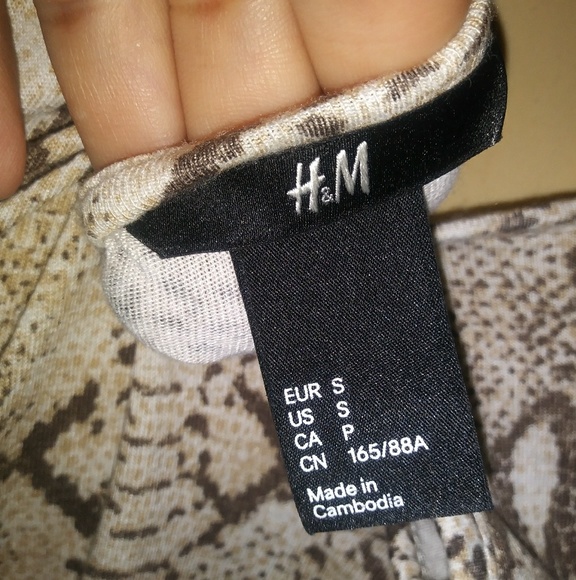 H&M
EUR S
US S
CA P
CN 165/88A
Made in
Cambodia